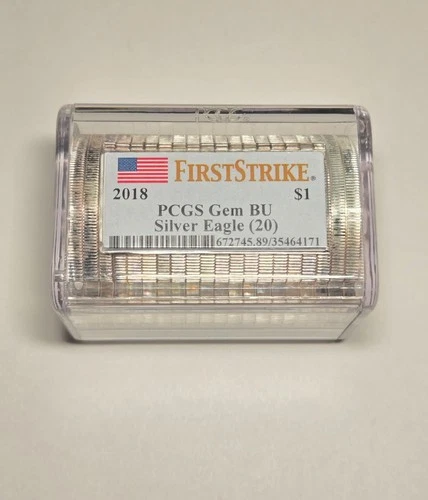 FIRSTSTRIKE®
2018 $1
PCGS Gem BU
Silver Eagle (20)
672745.89/35464171